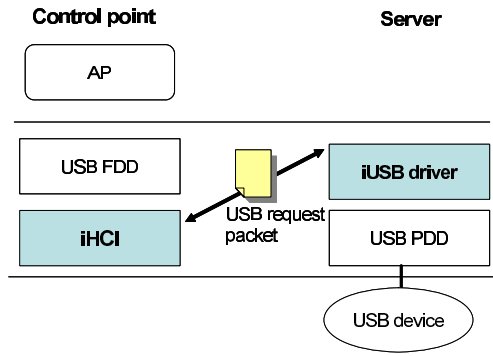 Control point
Server
AP
USB FDD
iUSB driver
USB request
packet
iHCI
USB PDD
USB device